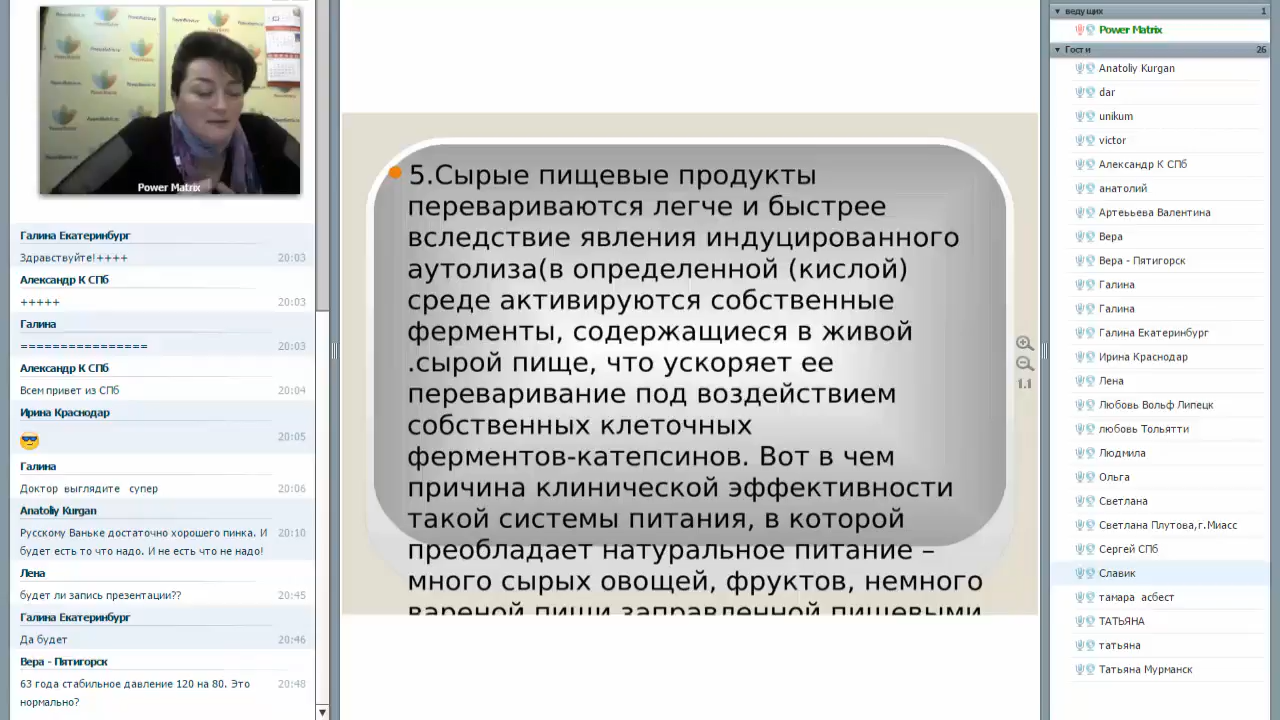 Power Matrix
Галина Екатеринбург
Здравствуйте!++++ 20:03
Александр К СПб
+++++ 20:03
Галина
================ 20:03
Александр К СПб
Всем привет из СПб 20:04
Ирина Краснодар
20:05
Галина
Доктор выглядите супер 20:06
Anatoliy Kurgan
Русскому Ваньке достаточно хорошего пинка. И 20:10
будет есть то что надо. И не есть что не надо!
Лена
будет ли запись презентации?? 20:45
Галина Екатеринбург
Да будет 20:46
Вера - Пятигорск
63 года стабильное давление 120 на 80. Это 20:48
нормально?
5.Сырые пищевые продукты
перевариваются легче и быстрее
вследствие явления индуцированного
аутолиза(в определенной (кислой)
среде активируются собственные
ферменты, содержащиеся в живой
.сырой пище, что ускоряет ее
переваривание под воздействием
собственных клеточных
ферментов-катепсинов. Вот в чем
причина клинической эффективности
такой системы питания, в которой
преобладает натуральное питание –
много сырых овощей, фруктов, немного
вареной пищи заправленной пищевыми
1.1
ведущих 1
Power Matrix
Гости 26
Anatoliy Kurgan
dar
unikum
victor
Александр К СПб
анатолий
Артеььева Валентина
Вера
Вера - Пятигорск
Галина
Галина
Галина Екатеринбург
Ирина Краснодар
Лена
Любовь Вольф Липецк
любовь Тольятти
Людмила
Ольга
Светлана
Светлана Плутова,г.Миасс
Сергей СПб
Славик
тамара асбест
ТАТЬЯНА
татьяна
Татьяна Мурманск